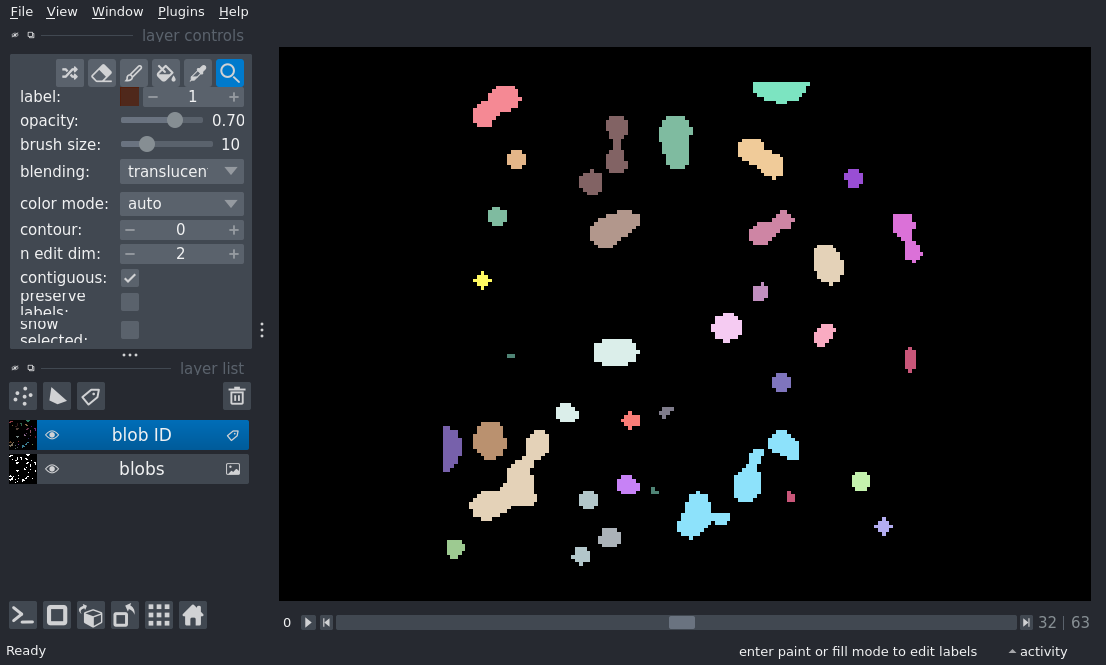 File View Window Plugins Help
layer controls
label: 1
opacity: 0.70
brush size: 10
blending: translucen
color mode: auto
contour: 0
n edit dim: 2
contiguous:
preserve
labels:
show
selected:
layer list
blob ID
blobs
0 32 | 63
Ready enter paint or fill mode to edit labels activity